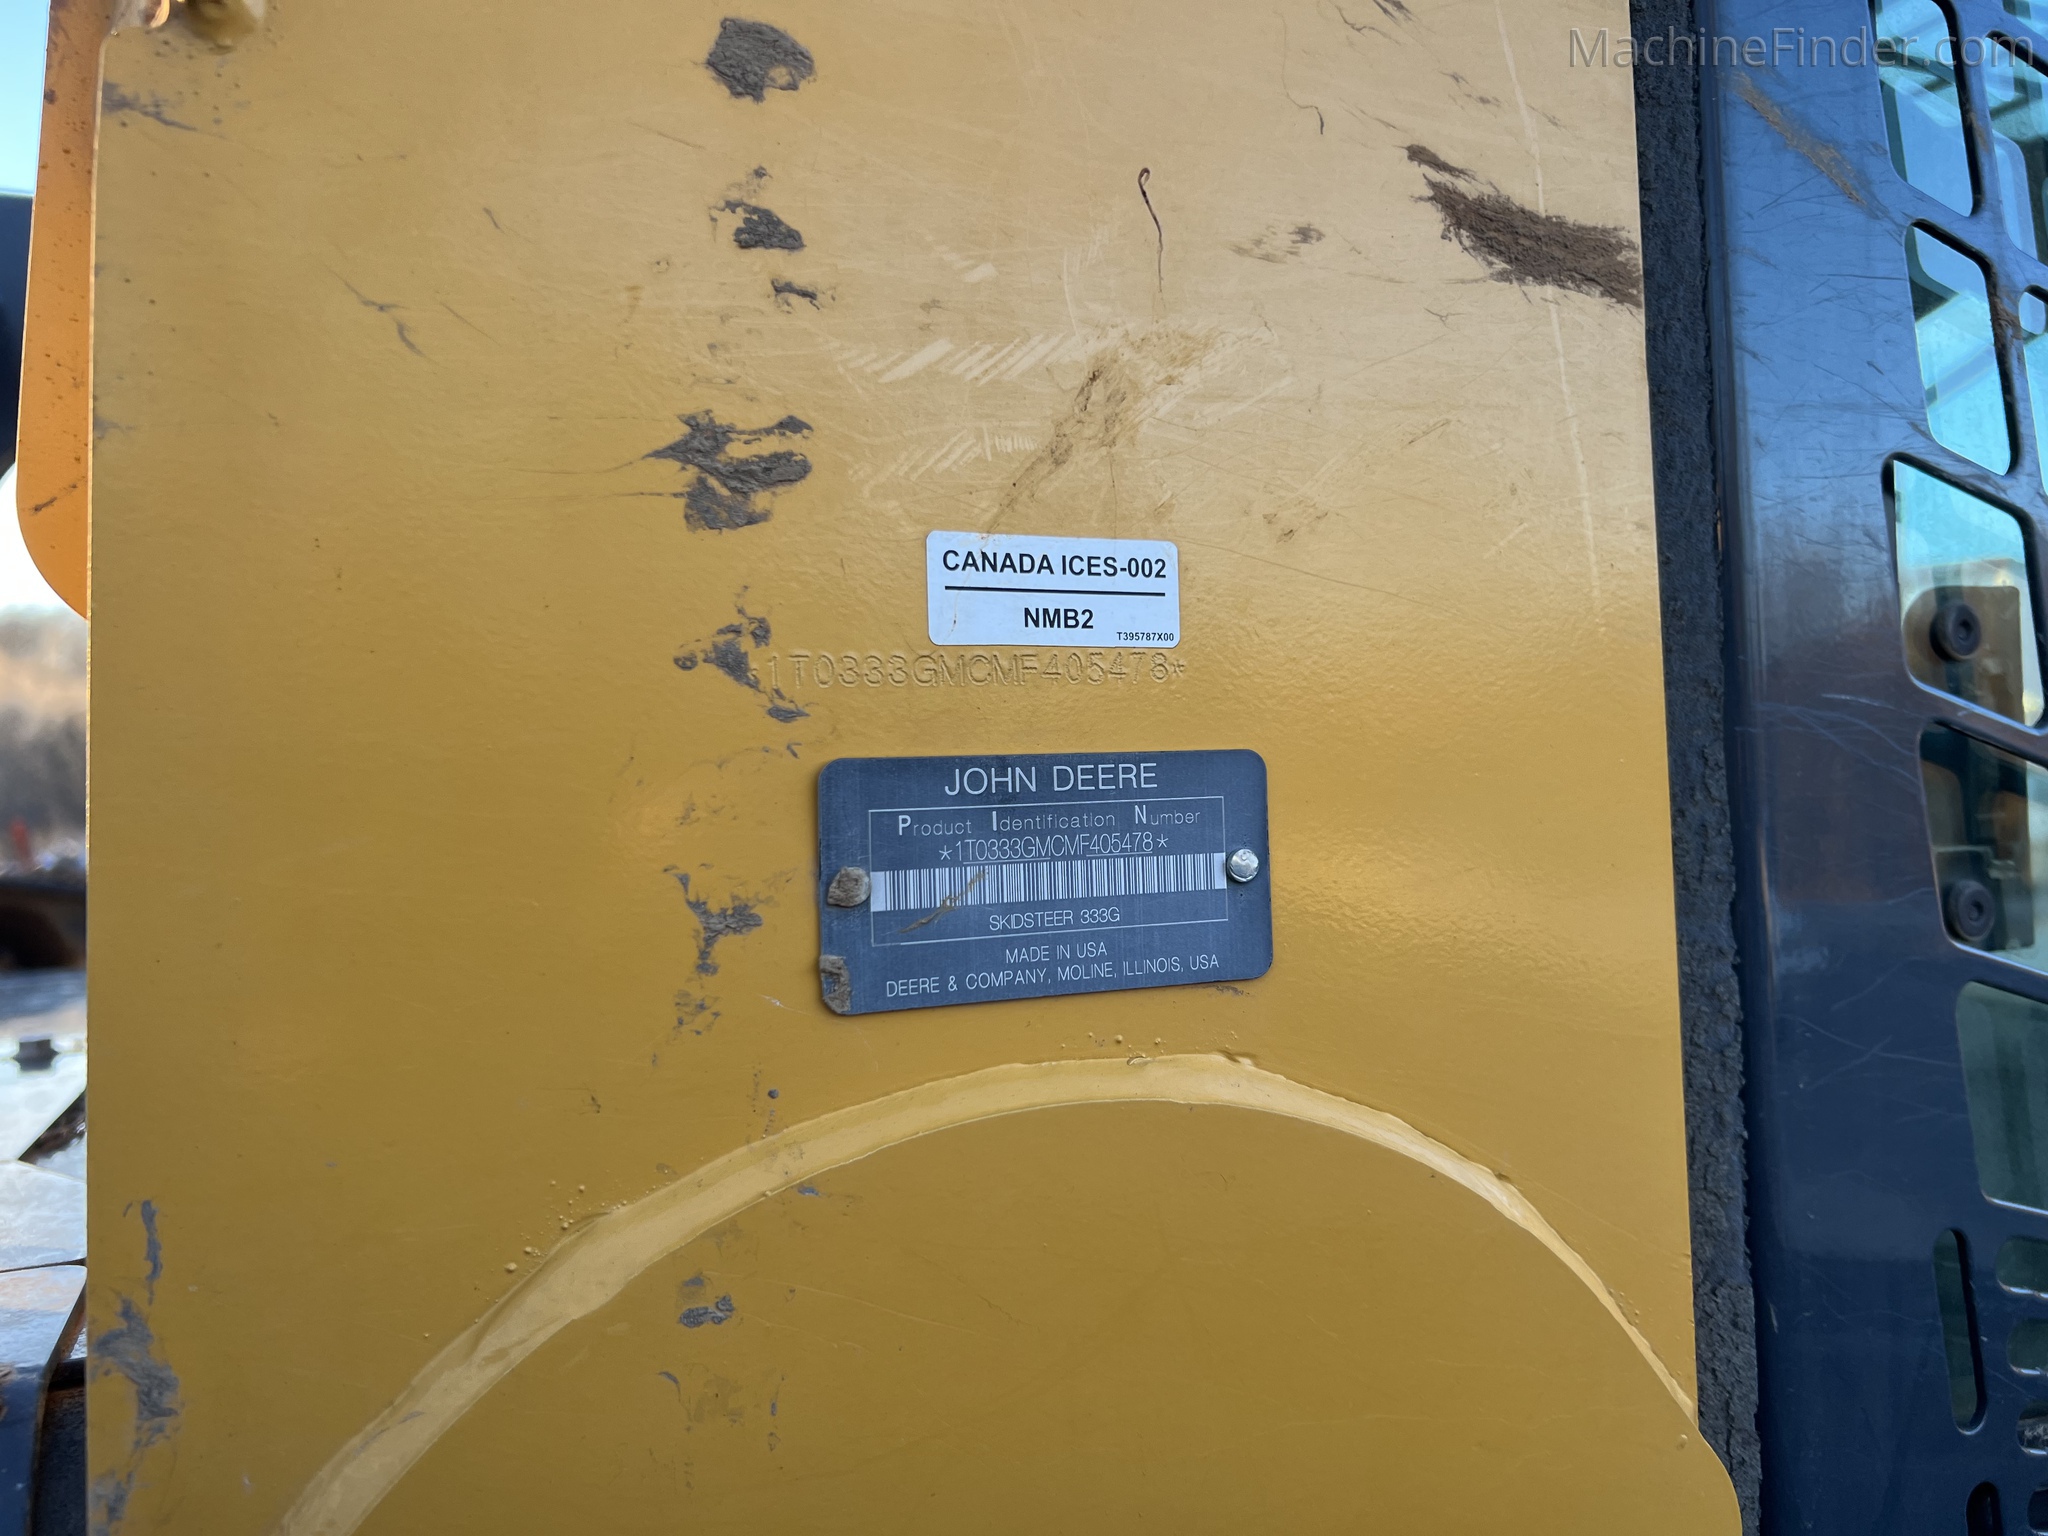 MachineFinder.com
CANADA ICES-002
NMB2
T395787X00
1T0333GMCMF405478*
JOHN DEERE
Product Identification Number
*1T0333GMCMF405478*
SKIDSTEER 333G
MADE IN USA
DEERE & COMPANY, MOLINE, ILLINOIS, USA